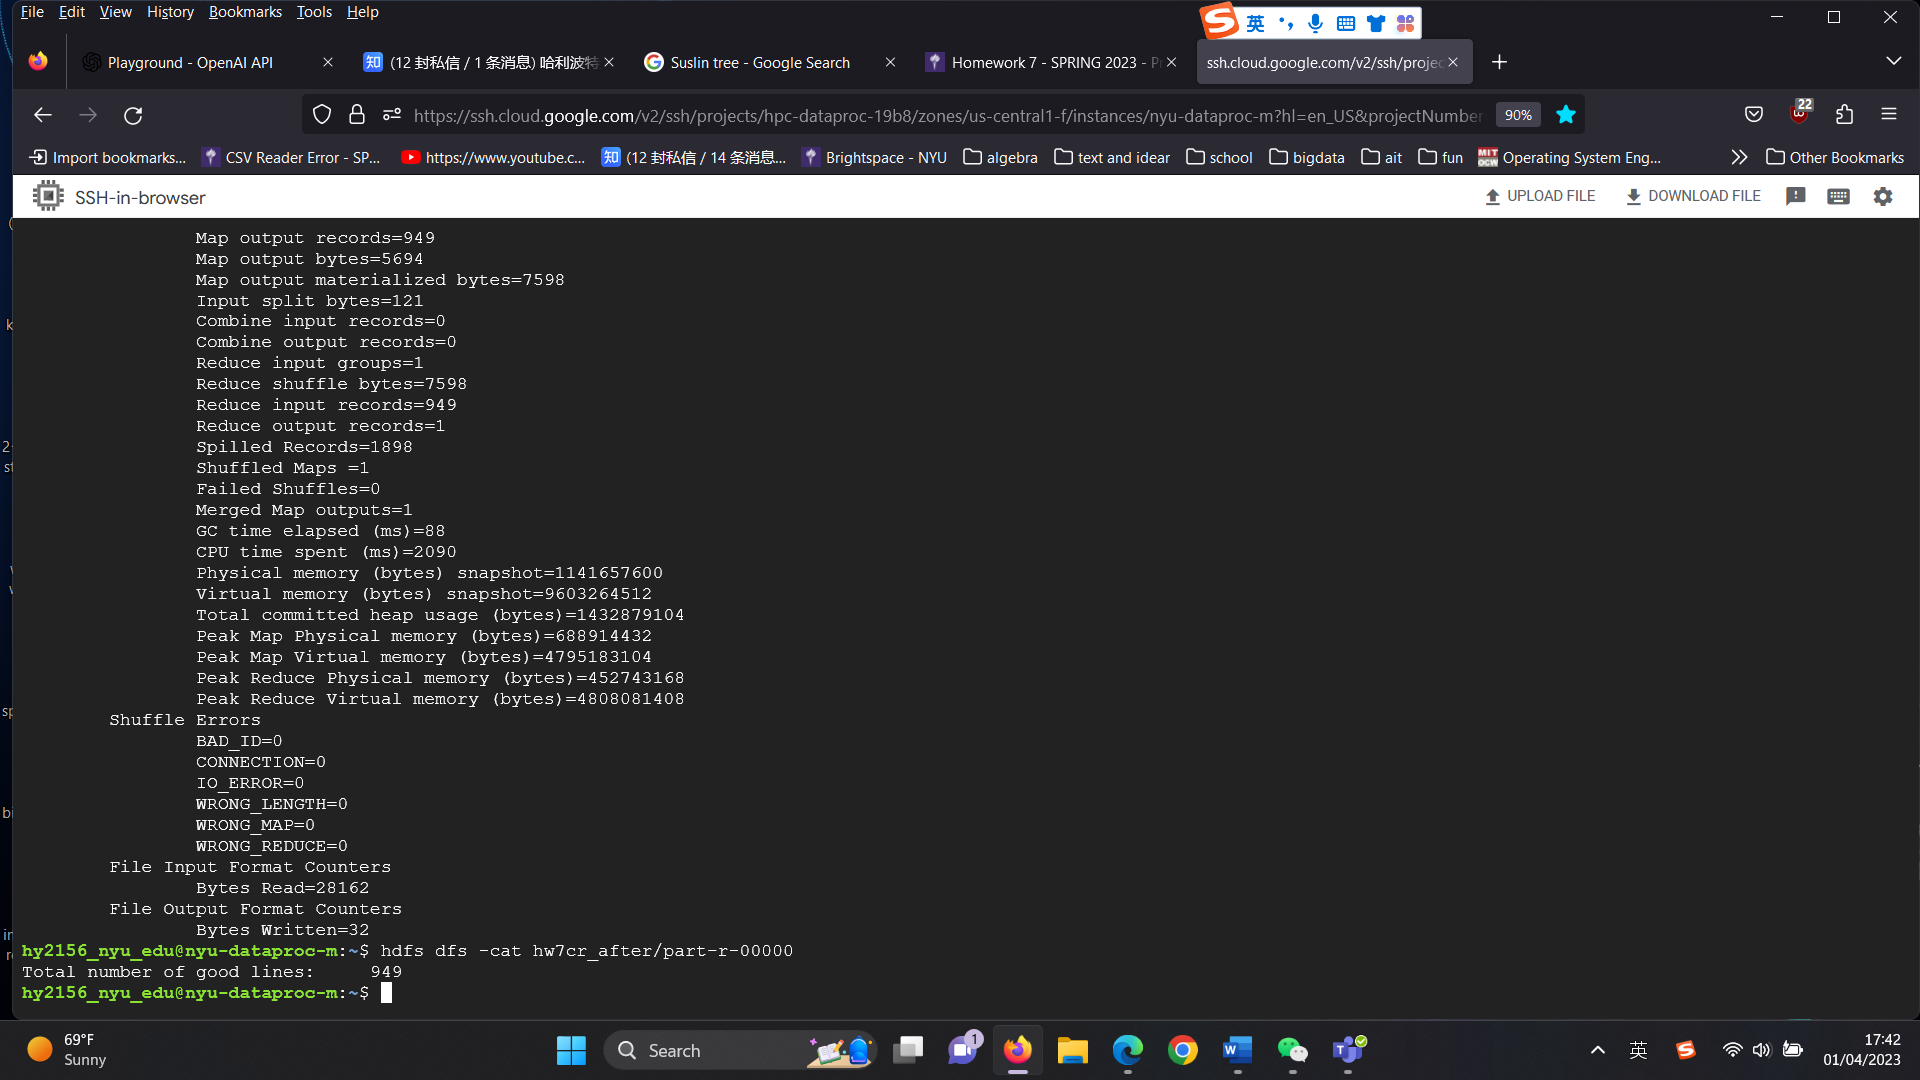 File Edit View History Bookmarks Tools Help
英
Playground - OpenAI API
知 (12 封私信 / 1 条消息) 哈利波特
Suslin tree - Google Search
Homework 7 - SPRING 2023 - P
ssh.cloud.google.com/v2/ssh/projec
https://ssh.cloud.google.com/v2/ssh/projects/hpc-dataproc-19b8/zones/us-central1-f/instances/nyu-dataproc-m?hl=en_US&projectNumber
90%
22
Import bookmarks...
CSV Reader Error - SP...
https://www.youtube.c...
知 (12 封私信 / 14 条消息...
Brightspace - NYU
algebra
text and idear
school
bigdata
ait
fun
MIT OCW Operating System Eng...
Other Bookmarks
SSH-in-browser
UPLOAD FILE
DOWNLOAD FILE
Map output records=949
Map output bytes=5694
Map output materialized bytes=7598
Input split bytes=121
Combine input records=0
Combine output records=0
Reduce input groups=1
Reduce shuffle bytes=7598
Reduce input records=949
Reduce output records=1
Spilled Records=1898
Shuffled Maps =1
Failed Shuffles=0
Merged Map outputs=1
GC time elapsed (ms)=88
CPU time spent (ms)=2090
Physical memory (bytes) snapshot=1141657600
Virtual memory (bytes) snapshot=9603264512
Total committed heap usage (bytes)=1432879104
Peak Map Physical memory (bytes)=688914432
Peak Map Virtual memory (bytes)=4795183104
Peak Reduce Physical memory (bytes)=452743168
Peak Reduce Virtual memory (bytes)=4808081408
Shuffle Errors
BAD_ID=0
CONNECTION=0
IO_ERROR=0
WRONG_LENGTH=0
WRONG_MAP=0
WRONG_REDUCE=0
File Input Format Counters
Bytes Read=28162
File Output Format Counters
Bytes Written=32
hy2156_nyu_edu@nyu-dataproc-m:~$ hdfs dfs -cat hw7cr_after/part-r-00000
Total number of good lines: 949
hy2156_nyu_edu@nyu-dataproc-m:~$
69°F
Sunny
Search
1
英
17:42
01/04/2023